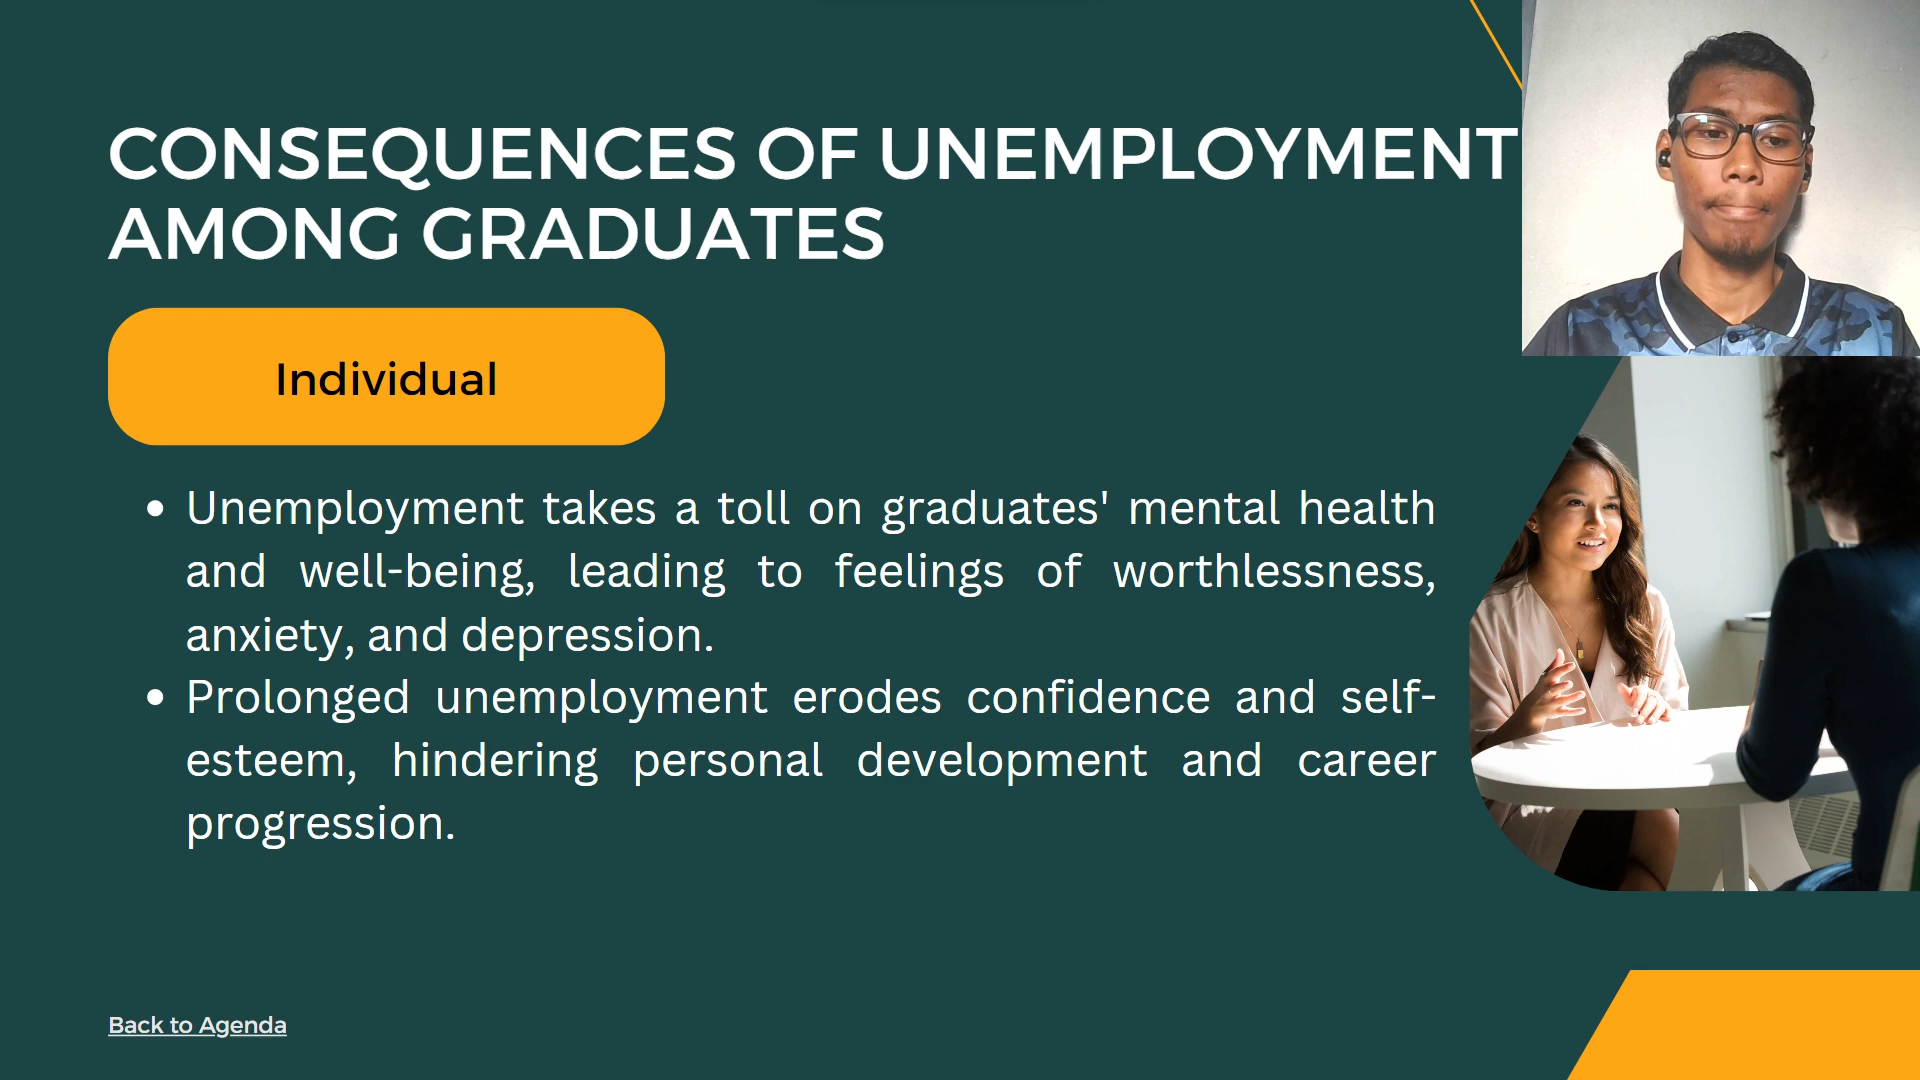 CONSEQUENCES OF UNEMPLOYMENT
AMONG GRADUATES
Individual
• Unemployment takes a toll on graduates' mental health
and well-being, leading to feelings of worthlessness,
anxiety, and depression.
• Prolonged unemployment erodes confidence and self-
esteem, hindering personal development and career
progression.
Back to Agenda